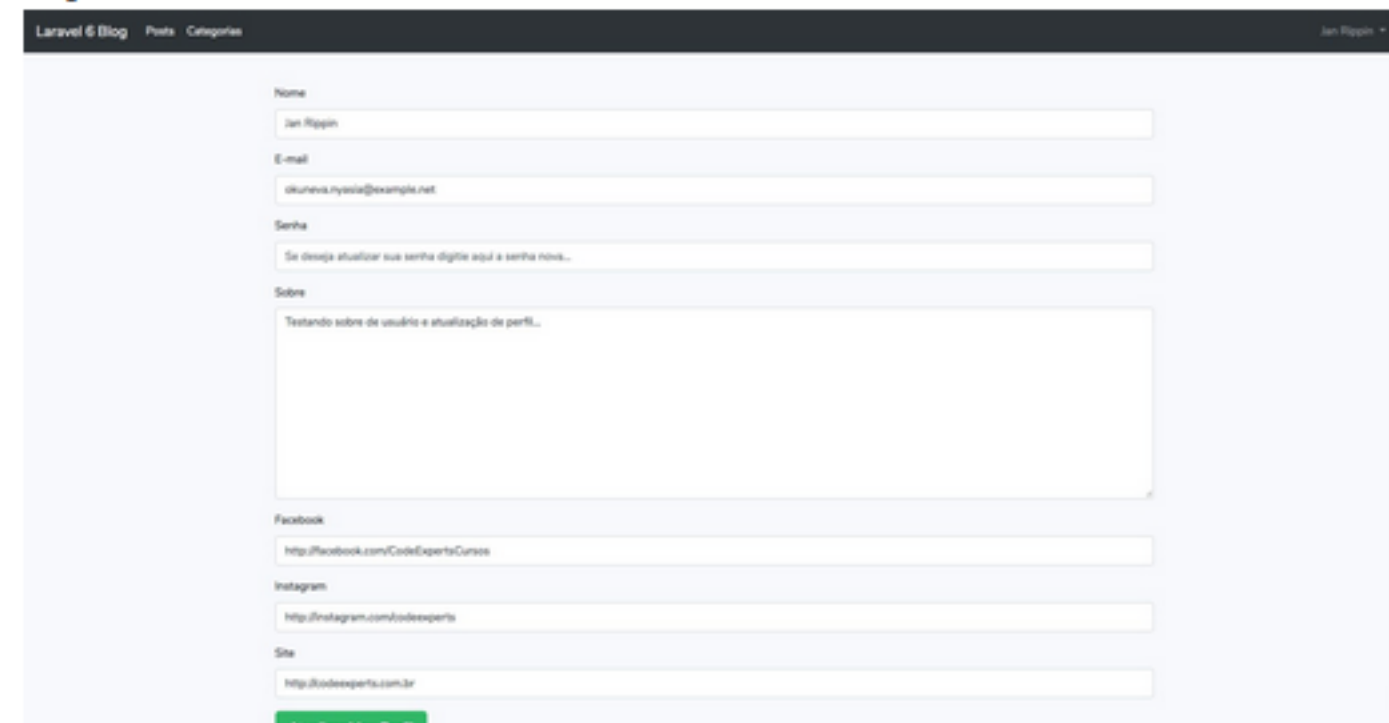 Laravel 6 Blog Posts Categories Jan Rippin
Nome
Jan Rippin
E-mail
okuneva.nyasia@example.net
Senha
Se deseja atualizar sua senha digitie aqui a senha nova...
Sobre
Testando sobre de usuário e atualização de perfil...
Facebook
http://facebook.com/CodeExpertsCursos
Instagram
http://instagram.com/codeexperts
Site
http://codeexperts.com.br